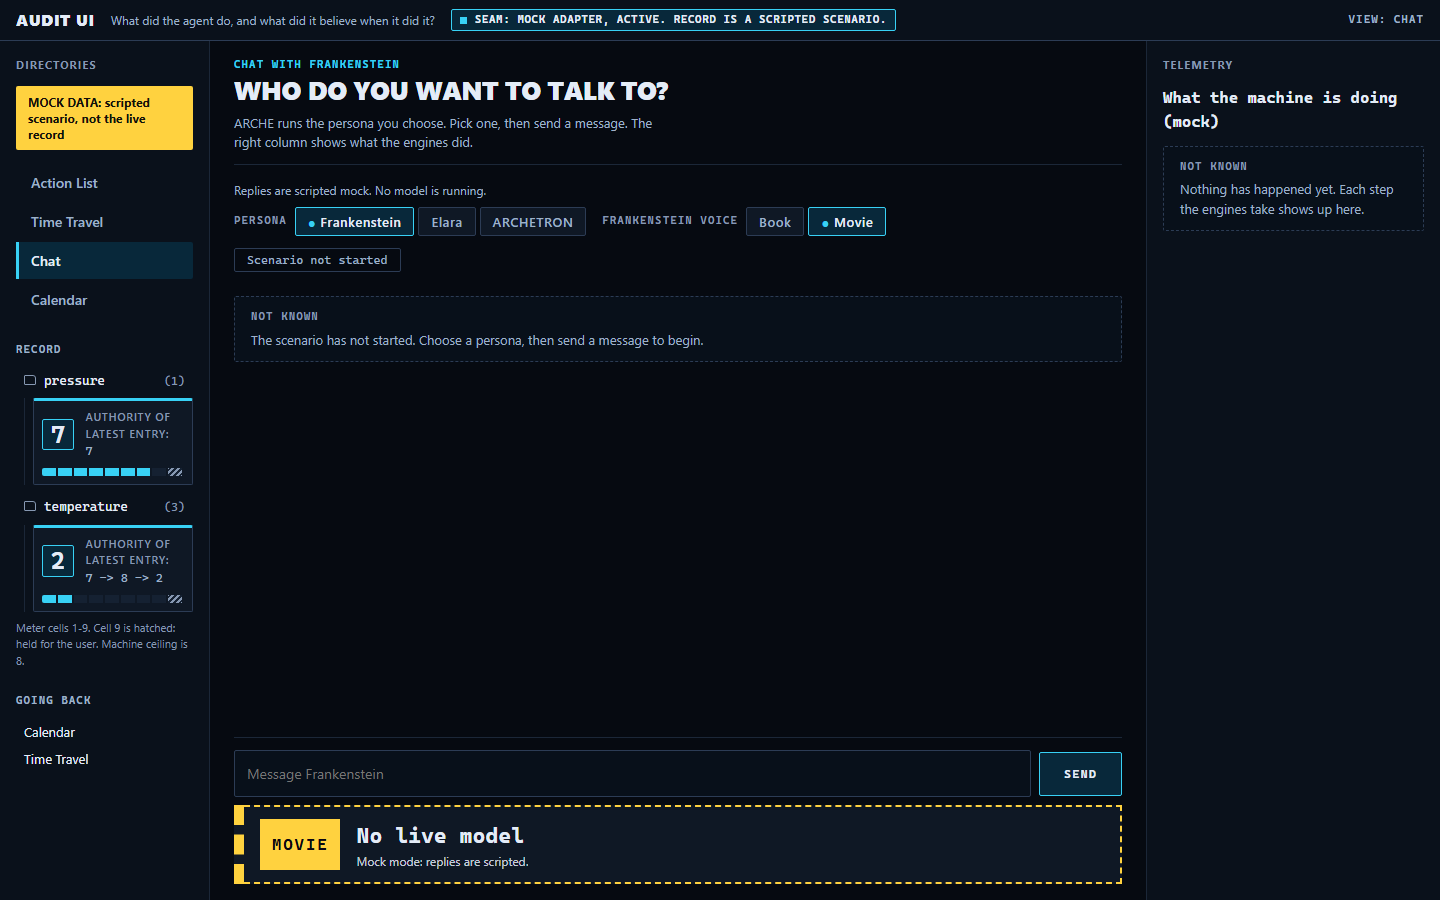 AUDIT UI
What did the agent do, and what did it believe when it did it?
SEAM: MOCK ADAPTER, ACTIVE. RECORD IS A SCRIPTED SCENARIO.
VIEW: CHAT
DIRECTORIES
MOCK DATA: scripted
scenario, not the live
record
Action List
Time Travel
Chat
Calendar
RECORD
pressure (1)
7
AUTHORITY OF
LATEST ENTRY:
7
temperature (3)
2
AUTHORITY OF
LATEST ENTRY:
7 -> 8 -> 2
Meter cells 1-9. Cell 9 is hatched:
held for the user. Machine ceiling is
8.
GOING BACK
Calendar
Time Travel
CHAT WITH FRANKENSTEIN
WHO DO YOU WANT TO TALK TO?
ARCHE runs the persona you choose. Pick one, then send a message. The
right column shows what the engines did.
Replies are scripted mock. No model is running.
PERSONA Frankenstein Elara ARCHETRON FRANKENSTEIN VOICE Book Movie
Scenario not started
NOT KNOWN
The scenario has not started. Choose a persona, then send a message to begin.
Message Frankenstein
SEND
MOVIE
No live model
Mock mode: replies are scripted.
TELEMETRY
What the machine is doing
(mock)
NOT KNOWN
Nothing has happened yet. Each step
the engines take shows up here.